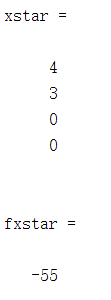 xstar =
4
3
0
0
fxstar =
-55